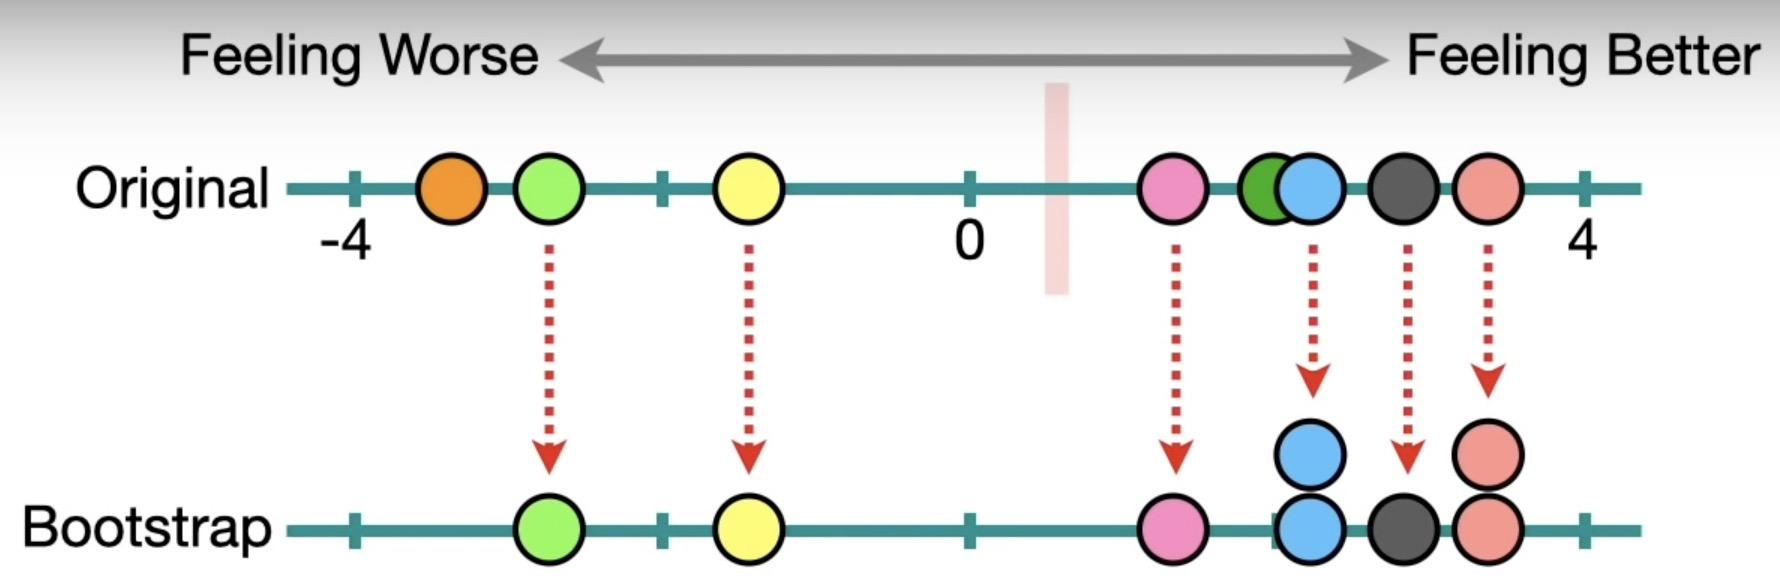 Feeling Worse Feeling Better
Original
-4 0 4
Bootstrap